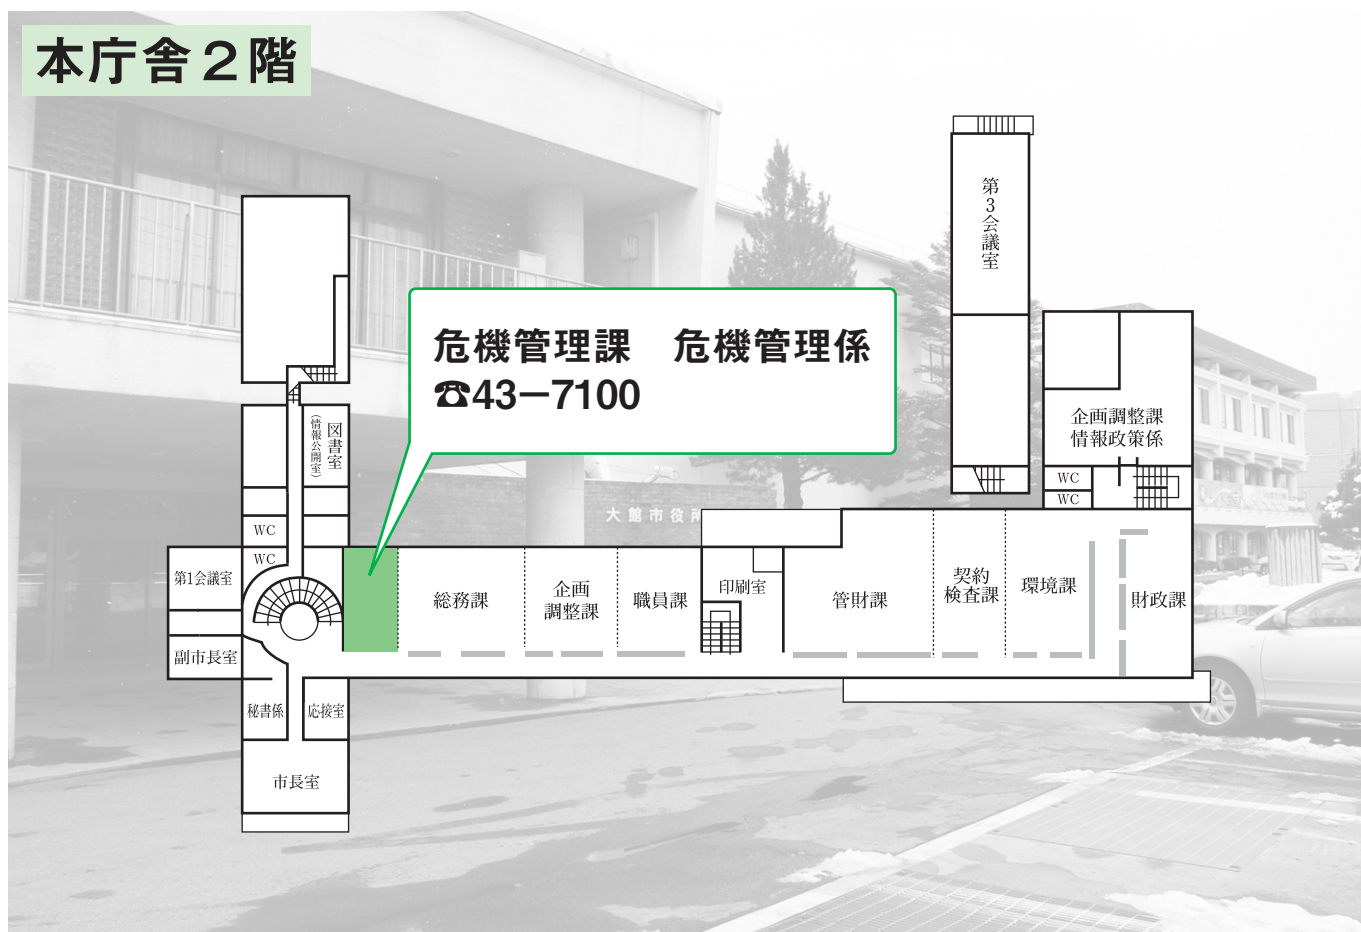 本庁舎２階
第３会議室
危機管理課　危機管理係
☎43−7100
企画調整課
情報政策係
図書室
（情報公開室）
WC
WC
WC
WC
大館市役所
第1会議室
総務課
企画
調整課
職員課
印刷室
管財課
契約
検査課
環境課
財政課
副市長室
秘書係
応接室
市長室